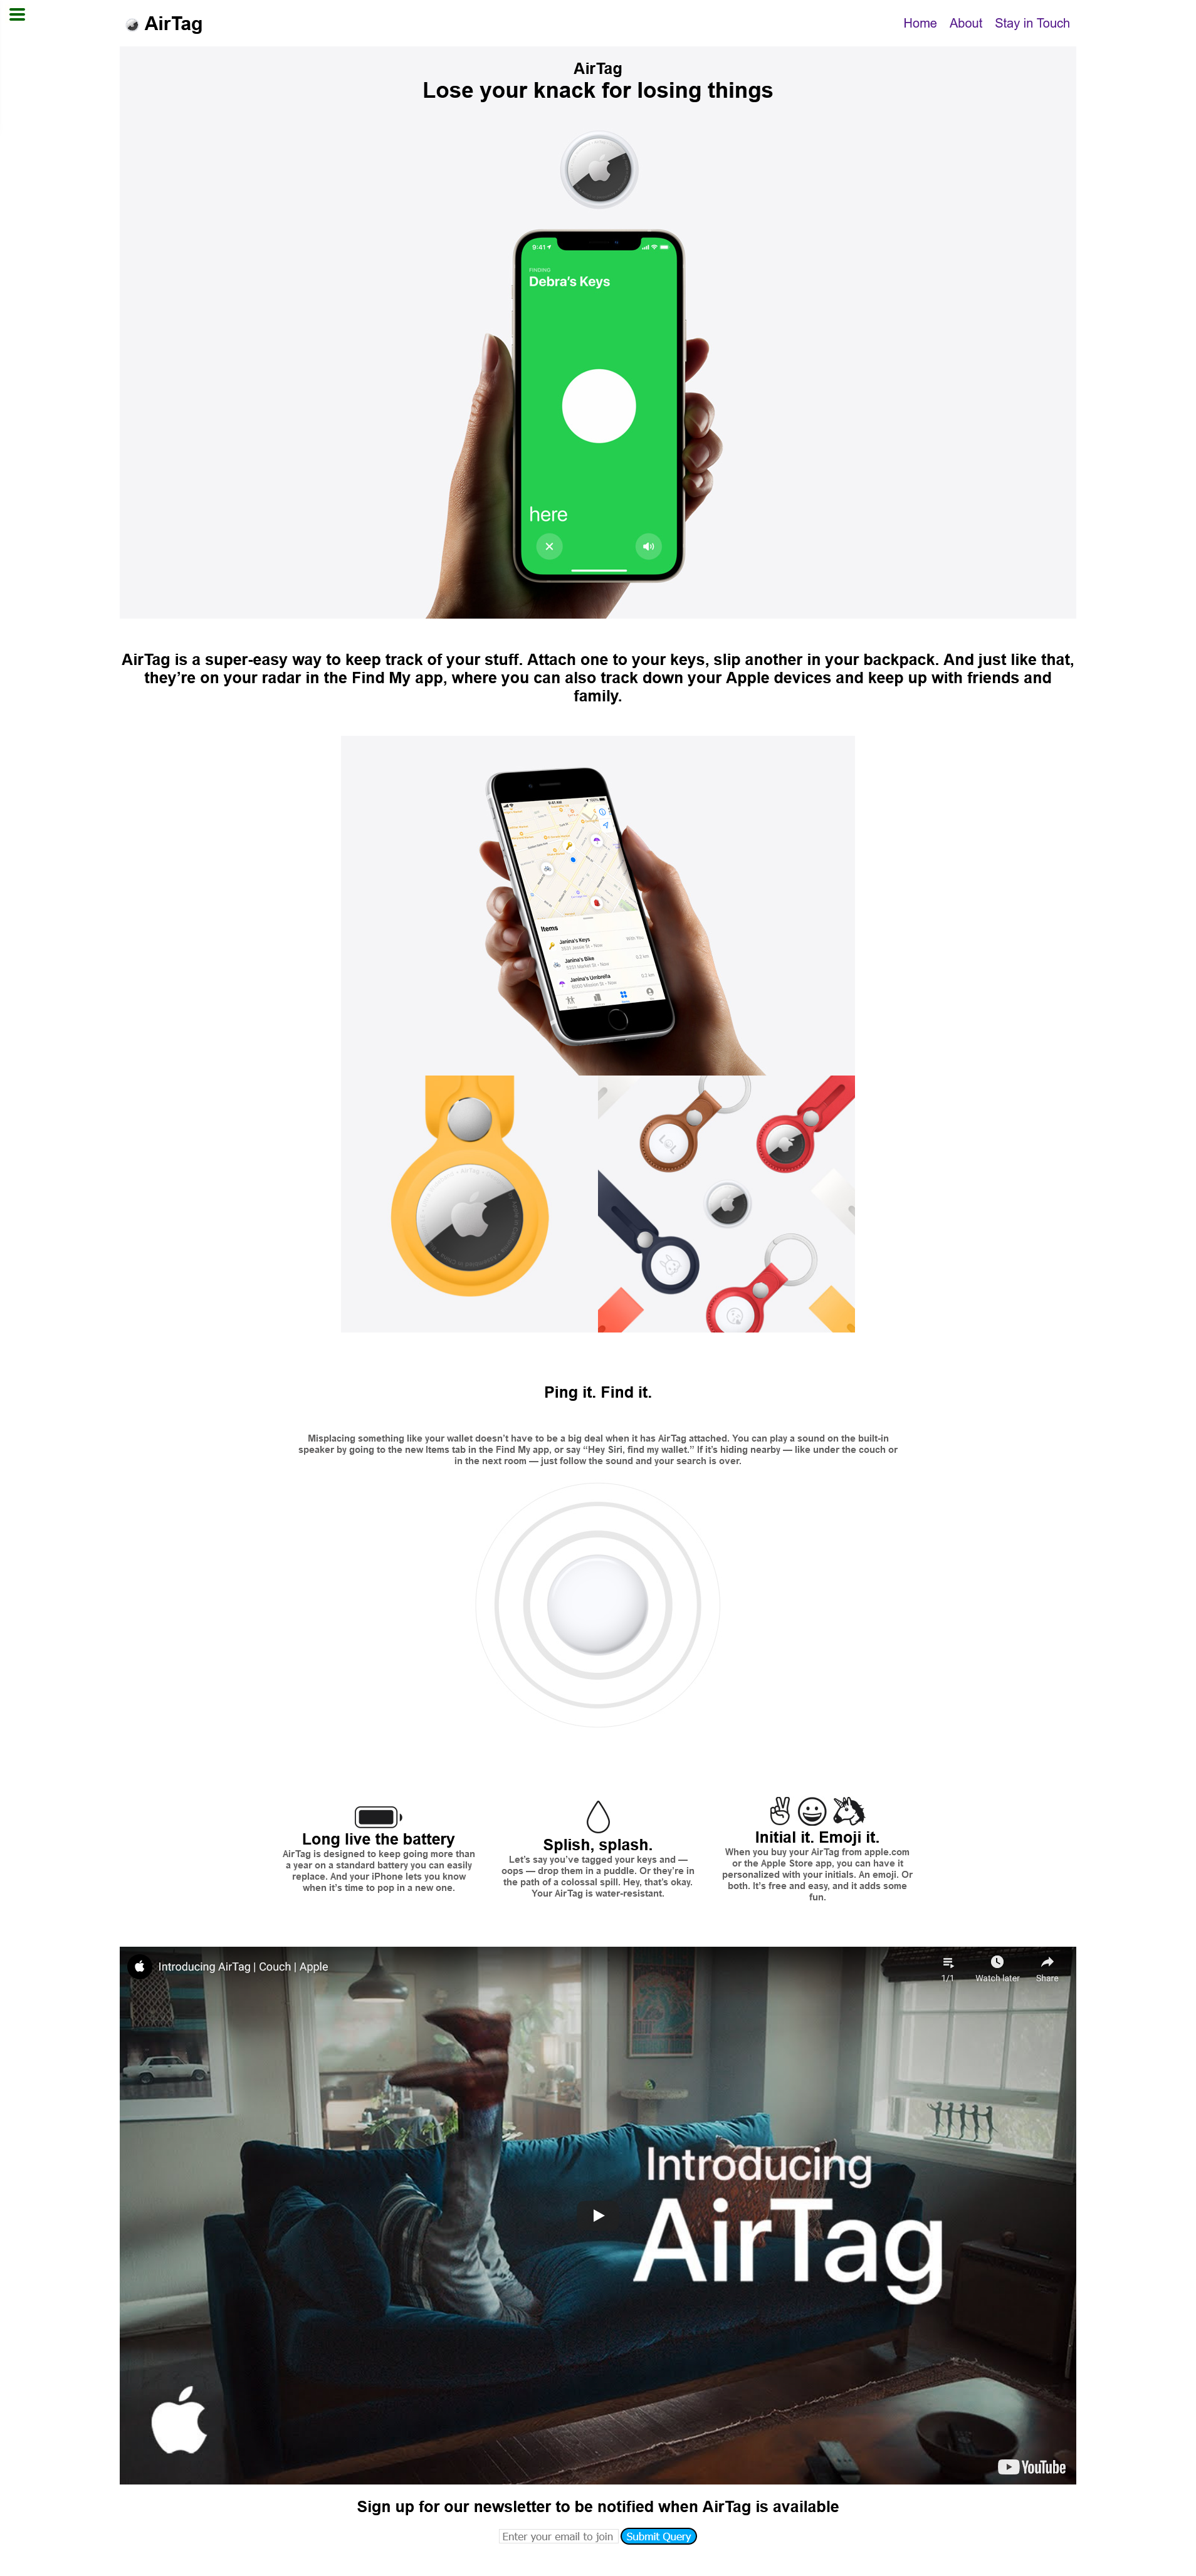 AirTag
Home About Stay in Touch
AirTag
Lose your knack for losing things
9:41
FINDING
Debra's Keys
here
AirTag is a super-easy way to keep track of your stuff. Attach one to your keys, slip another in your backpack. And just like that,
they’re on your radar in the Find My app, where you can also track down your Apple devices and keep up with friends and
family.
9:41 AM
100%
Items
Janina's Keys
With You
Janina's Bike
Janina's Umbrella
LOL
Ping it. Find it.
Misplacing something like your wallet doesn’t have to be a big deal when it has AirTag attached. You can play a sound on the built-in
speaker by going to the new Items tab in the Find My app, or say “Hey Siri, find my wallet.” If it’s hiding nearby — like under the couch or
in the next room — just follow the sound and your search is over.
Long live the battery
AirTag is designed to keep going more than
a year on a standard battery you can easily
replace. And your iPhone lets you know
when it’s time to pop in a new one.
Splish, splash.
Let’s say you’ve tagged your keys and —
oops — drop them in a puddle. Or they’re in
the path of a colossal spill. Hey, that’s okay.
Your AirTag is water-resistant.
Initial it. Emoji it.
When you buy your AirTag from apple.com
or the Apple Store app, you can have it
personalized with your initials. An emoji. Or
both. It’s free and easy, and it adds some
fun.
Introducing AirTag | Couch | Apple
1/1 Watch later Share
Introducing
AirTag
YouTube
Sign up for our newsletter to be notified when AirTag is available
Enter your email to join Submit Query